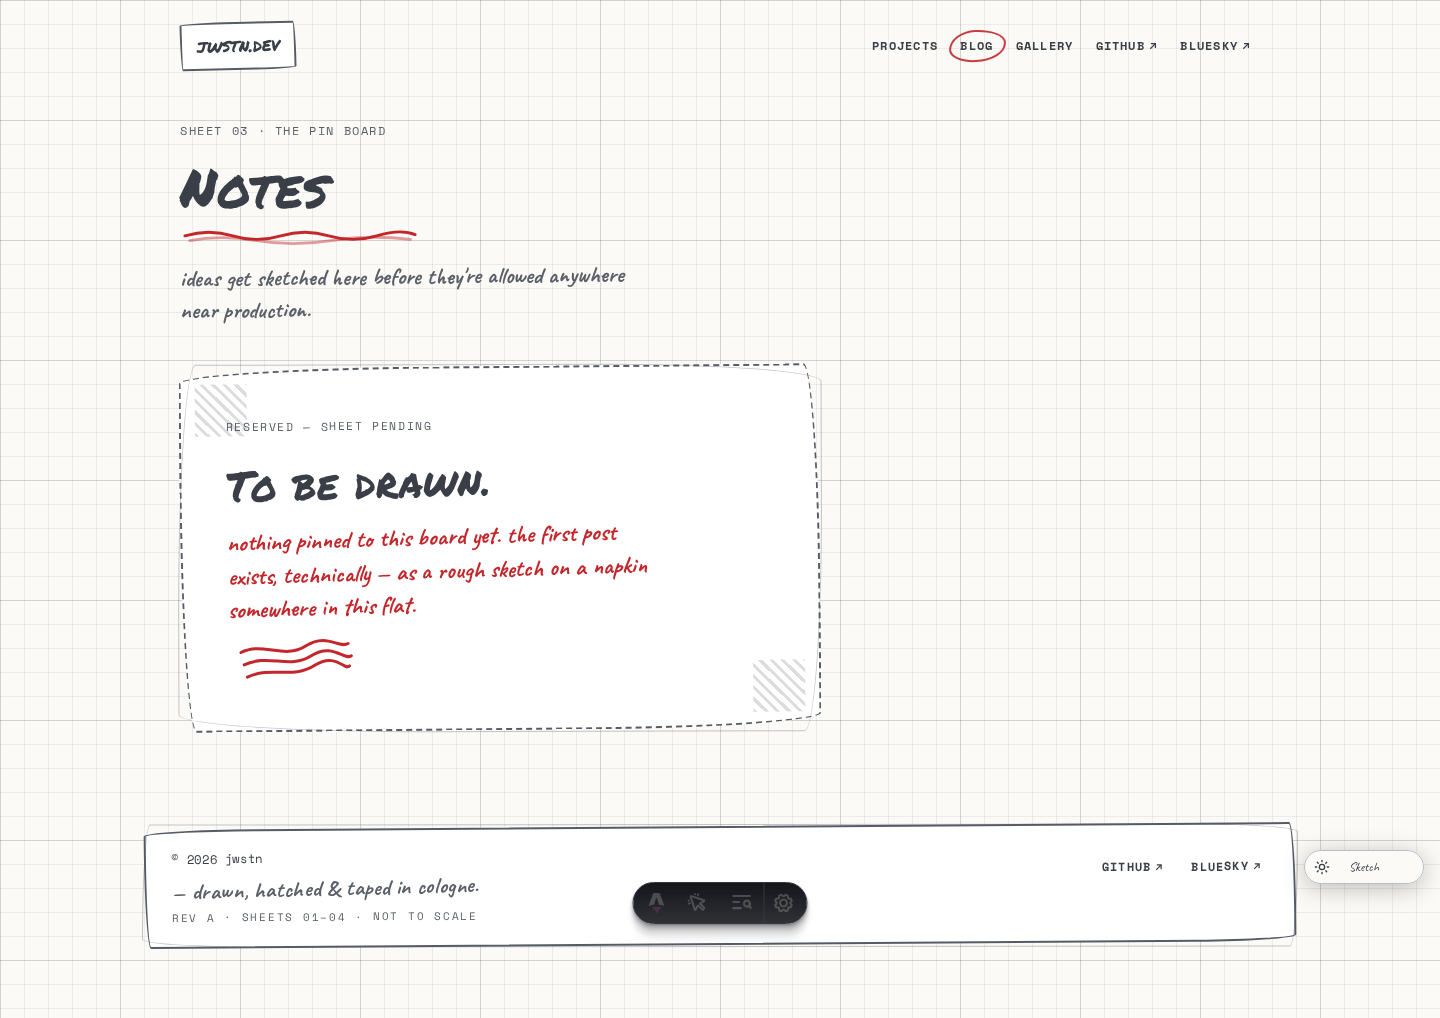 JWSTN.DEV
PROJECTS BLOG GALLERY GITHUB ↗ BLUESKY ↗
SHEET 03 · THE PIN BOARD
NOTES
ideas get sketched here before they're allowed anywhere
near production.
RESERVED — SHEET PENDING
TO BE DRAWN.
nothing pinned to this board yet. the first post
exists, technically — as a rough sketch on a napkin
somewhere in this flat.
© 2026 jwstn
GITHUB ↗ BLUESKY ↗
— drawn, hatched & taped in cologne.
REV A · SHEETS 01–04 · NOT TO SCALE
Sketch